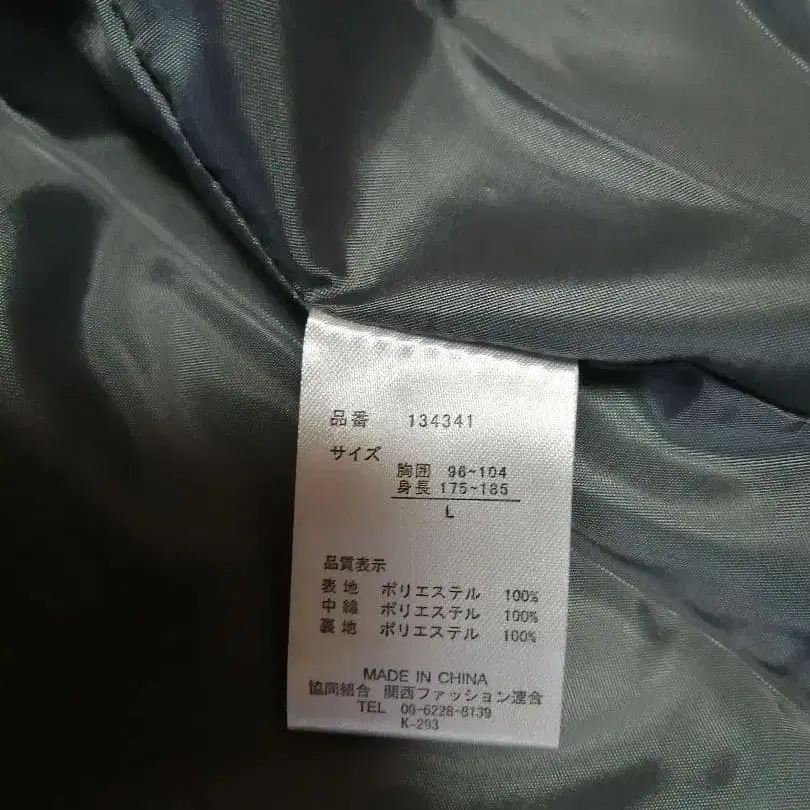 品番 134341
サイズ
胸囲 96~104
身長 175~185
L
品質表示
表地 ポリエステル 100%
中綿 ポリエステル 100%
裏地 ポリエステル 100%
MADE IN CHINA
協同組合 関西ファッション連合
TEL 06-6228-8139
K-293